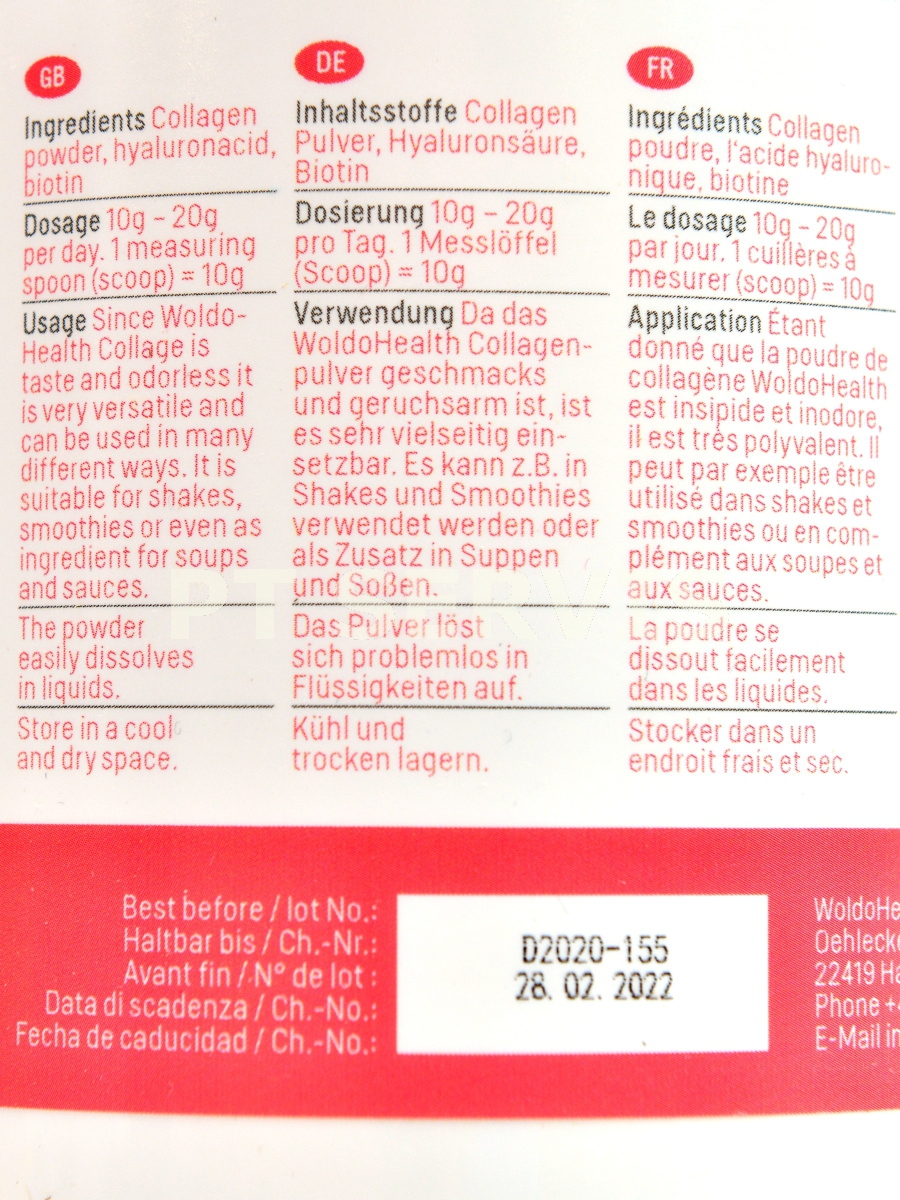 GB
Ingredients Collagen
powder, hyaluronacid,
biotin
Dosage 10g – 20g
per day. 1 measuring
spoon (scoop) = 10g
Usage Since Woldo-
Health Collage is
taste and odorless it
is very versatile and
can be used in many
different ways. It is
suitable for shakes,
smoothies or even as
ingredient for soups
and sauces.
The powder
easily dissolves
in liquids.
Store in a cool
and dry space.
DE
Inhaltsstoffe Collagen
Pulver, Hyaluronsäure,
Biotin
Dosierung 10g – 20g
pro Tag. 1 Messlöffel
(Scoop) = 10g
Verwendung Da das
WoldoHealth Collagen-
pulver geschmacks
und geruchsarm ist, ist
es sehr vielseitig ein-
setzbar. Es kann z.B. in
Shakes und Smoothies
verwendet werden oder
als Zusatz in Suppen
und Soßen.
Das Pulver löst
sich problemlos in
Flüssigkeiten auf.
Kühl und
trocken lagern.
FR
Ingrédients Collagen
poudre, l'acide hyaluro-
nique, biotine
Le dosage 10g – 20g
par jour. 1 cuillères à
mesurer (scoop) = 10g
Application Étant
donné que la poudre de
collagène WoldoHealth
est insipide et inodore,
il est très polyvalent. Il
peut par exemple être
utilisé dans shakes et
smoothies ou en com-
plément aux soupes et
aux sauces.
La poudre se
dissout facilement
dans les liquides.
Stocker dans un
endroit frais et sec.
Best before / lot No.:
Haltbar bis / Ch.-Nr.:
Avant fin / N° de lot :
Data di scadenza / Ch.-No.:
Fecha de caducidad / Ch.-No.:
D2020-155
28. 02. 2022
WoldoHe
Oehlecke
22419 Ha
Phone +4
E-Mail in